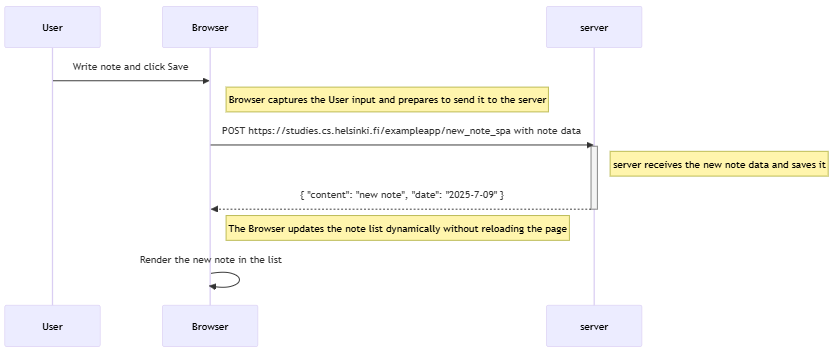 User
Browser
server
Write note and click Save
Browser captures the User input and prepares to send it to the server
POST https://studies.cs.helsinki.fi/exampleapp/new_note_spa with note data
server receives the new note data and saves it
{ "content": "new note", "date": "2025-7-09" }
The Browser updates the note list dynamically without reloading the page
Render the new note in the list
User
Browser
server